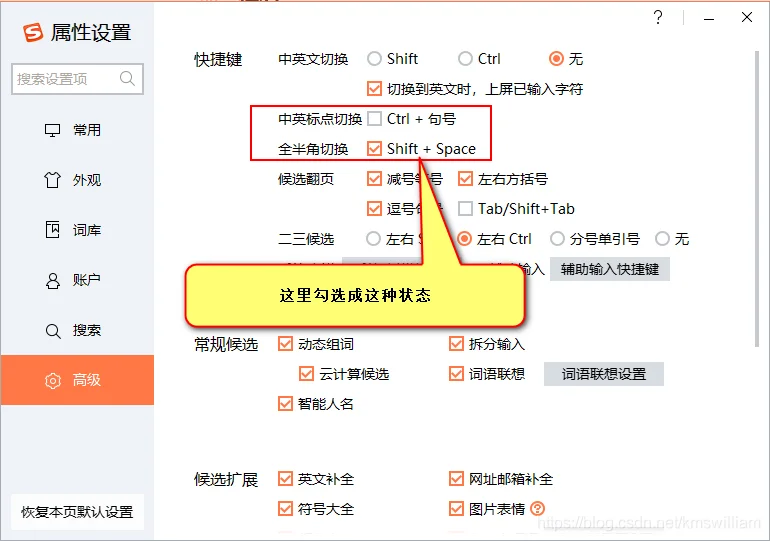 属性设置
搜索设置项
常用
外观
词库
账户
搜索
高级
恢复本页默认设置
快捷键 中英文切换 Shift Ctrl 无
切换到英文时，上屏已输入字符
中英标点切换 Ctrl + 句号
全半角切换 Shift + Space
候选翻页 减号 号 左右方括号
逗号 号 Tab/Shift+Tab
二三候选 左右 左右 Ctrl 分号单引号 无
输入 辅助输入快捷键
这里勾选成这种状态
常规候选 动态组词 拆分输入
云计算候选 词语联想 词语联想设置
智能人名
候选扩展 英文补全 网址邮箱补全
符号大全 图片表情
https://blog.csdn.net/kmswilliam